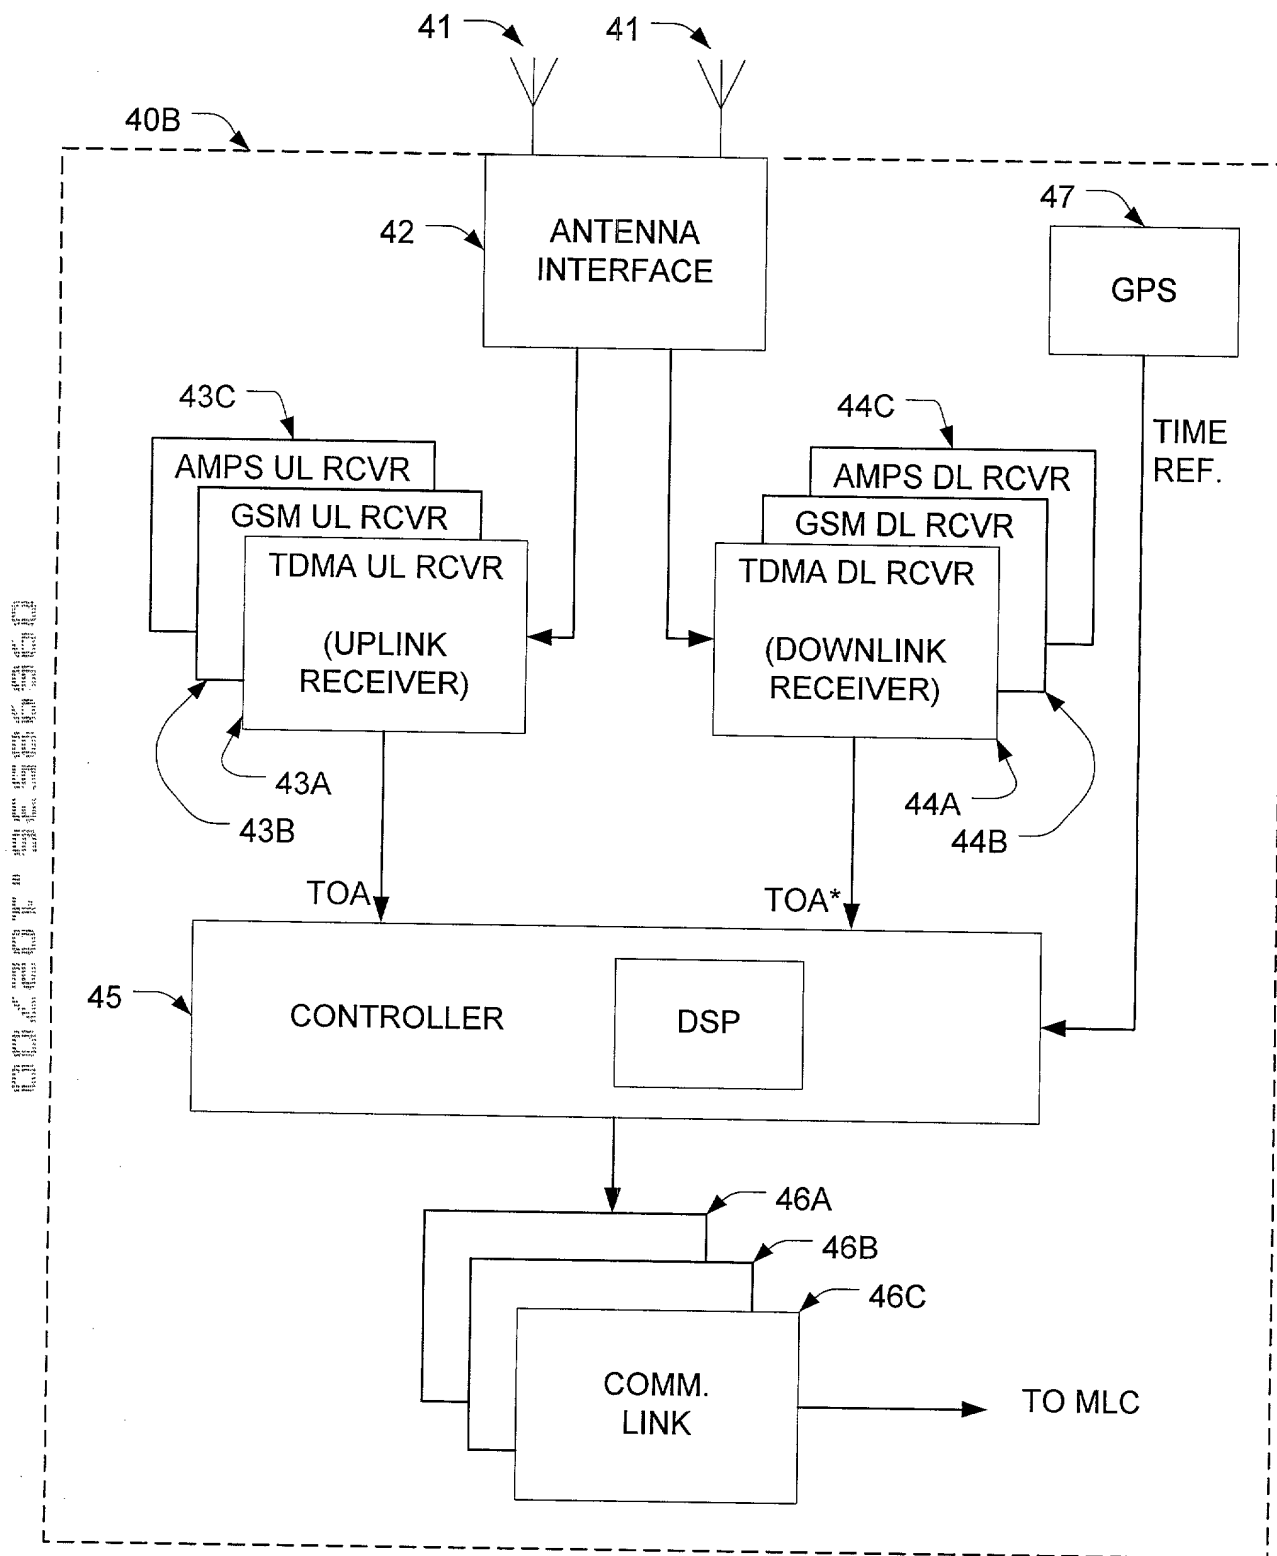 41
41
40B
47
42
ANTENNA
INTERFACE
GPS
43C
44C
TIME
REF.
AMPS UL RCVR
AMPS DL RCVR
GSM UL RCVR
GSM DL RCVR
TDMA UL RCVR
TDMA DL RCVR
(UPLINK
RECEIVER)
(DOWNLINK
RECEIVER)
43A
44A
43B
44B
TOA
TOA*
45
CONTROLLER
DSP
46A
46B
46C
COMM.
LINK
TO MLC